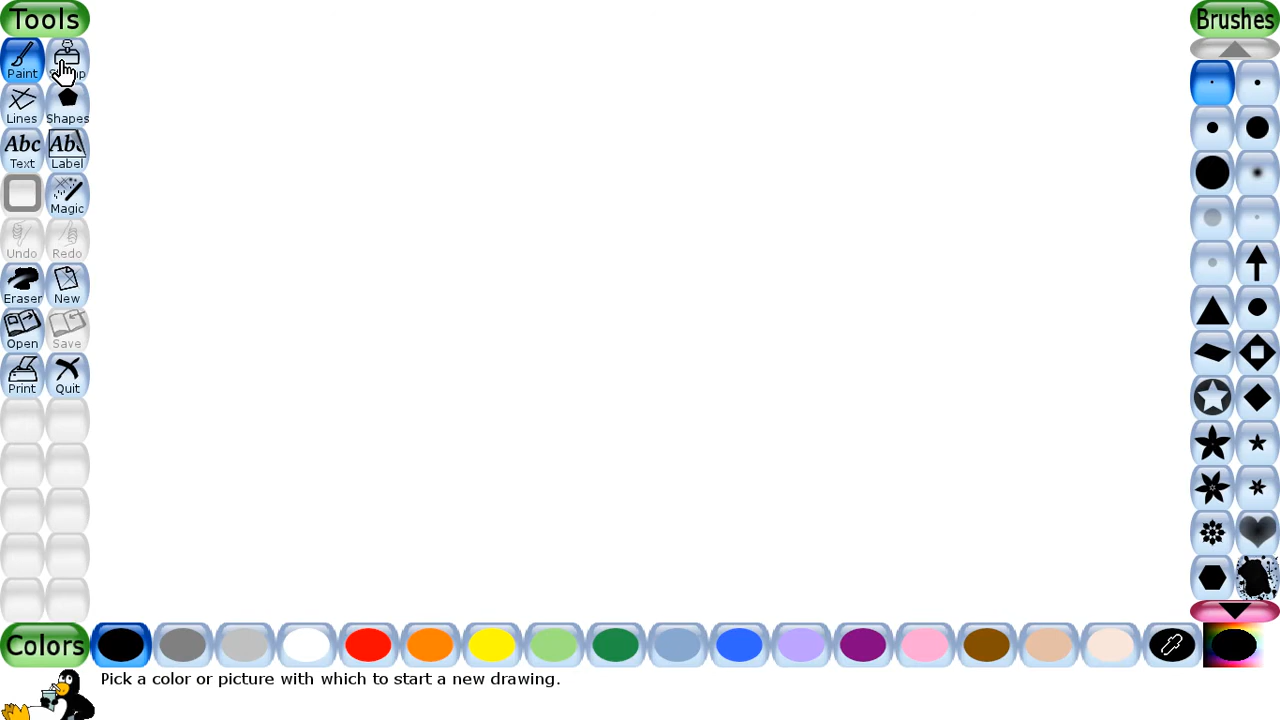 Tools
Brushes
Paint
Lines
Shapes
Abc
Text
Label
Magic
Undo
Redo
Eraser
New
Open
Save
Print
Quit
Colors
Pick a color or picture with which to start a new drawing.